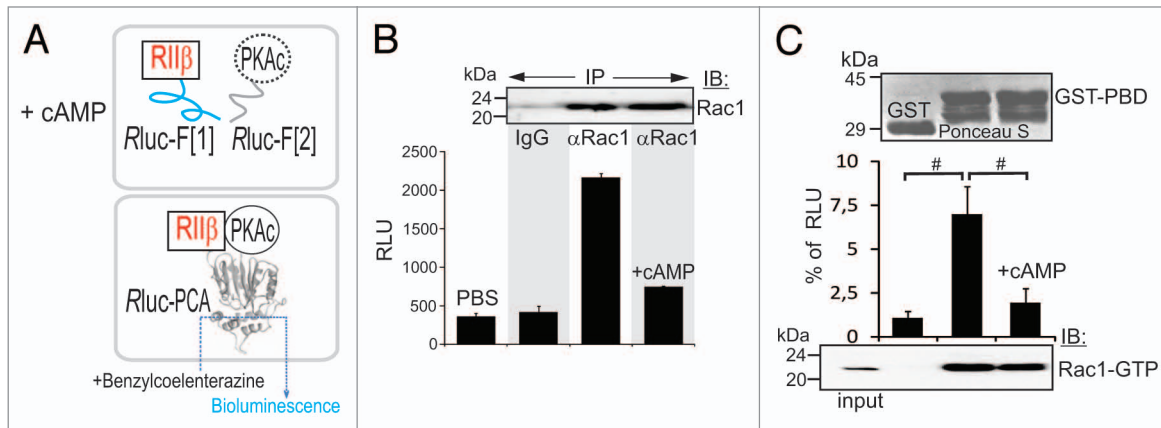 A
RIIβ
PKAc
+ cAMP
Rluc-F[1]
Rluc-F[2]
RIIβ
PKAc
Rluc-PCA
+Benzylcoelenterazine
Bioluminescence
B
kDa
IP
IB:
24
20
Rac1
IgG
αRac1
αRac1
2500
2000
1500
1000
500
0
RLU
PBS
+cAMP
C
kDa
45
29
GST
GST-PBD
Ponceau S
10
7,5
5
2,5
0
% of RLU
#
#
+cAMP
kDa
IB:
24
20
Rac1-GTP
input